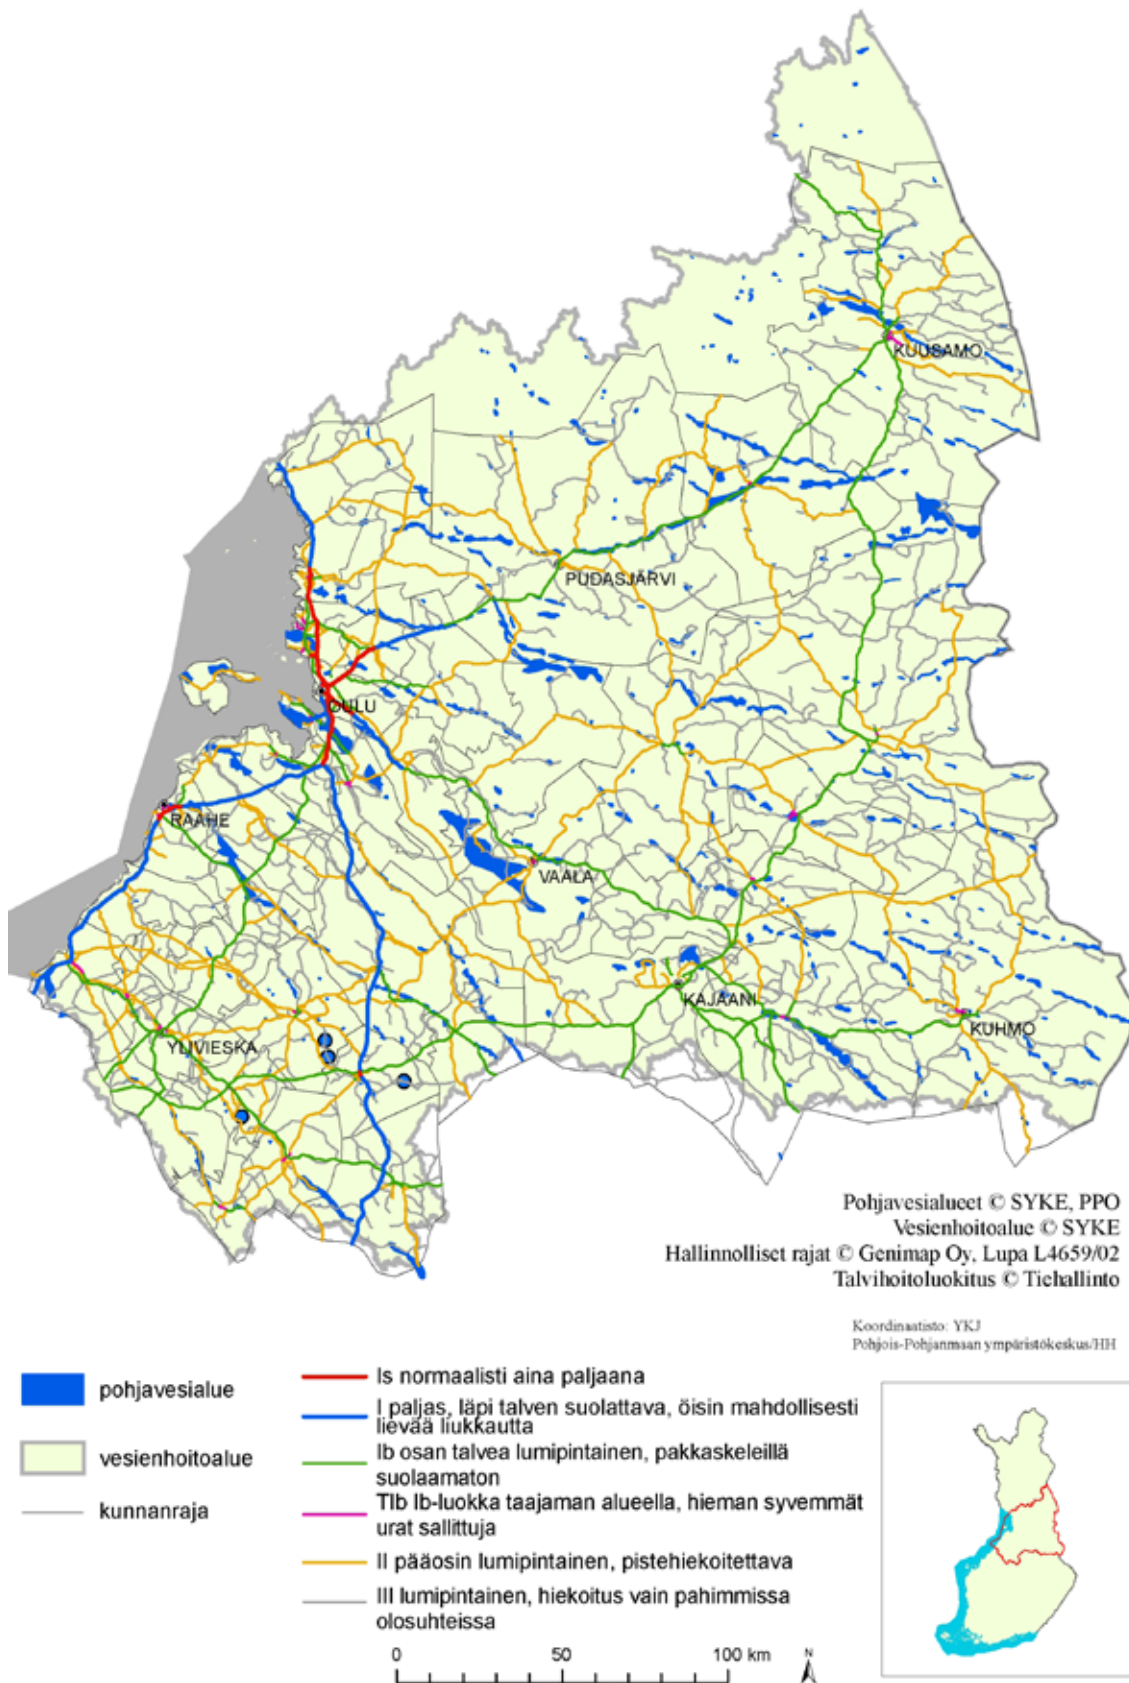 KUUSAMO
PUDASJÄRVI
OULU
RAAHE
VAALA
KAJAANI
KUHMO
YLIVIESKA
Pohjavesialueet © SYKE, PPO
Vesienhoitoalue © SYKE
Hallinnolliset rajat © Genimap Oy, Lupa L4659/02
Talvihoitoluokitus © Tiehallinto
Koordinaatisto: YKJ
Pohjois-Pohjanmaan ympäristökeskus/HH
pohjavesialue
vesienhoitoalue
kunnanraja
Is normaalisti aina paljaana
I paljas, läpi talven suolattava, öisin mahdollisesti
lievää liukkautta
Ib osan talvea lumipintainen, pakkaskeleillä
suolaamaton
TIb Ib-luokka taajaman alueella, hieman syvemmät
urat sallittuja
II pääosin lumipintainen, pistehiekoitettava
III lumipintainen, hiekoitus vain pahimmissa
olosuhteissa
0 50 100 km
N